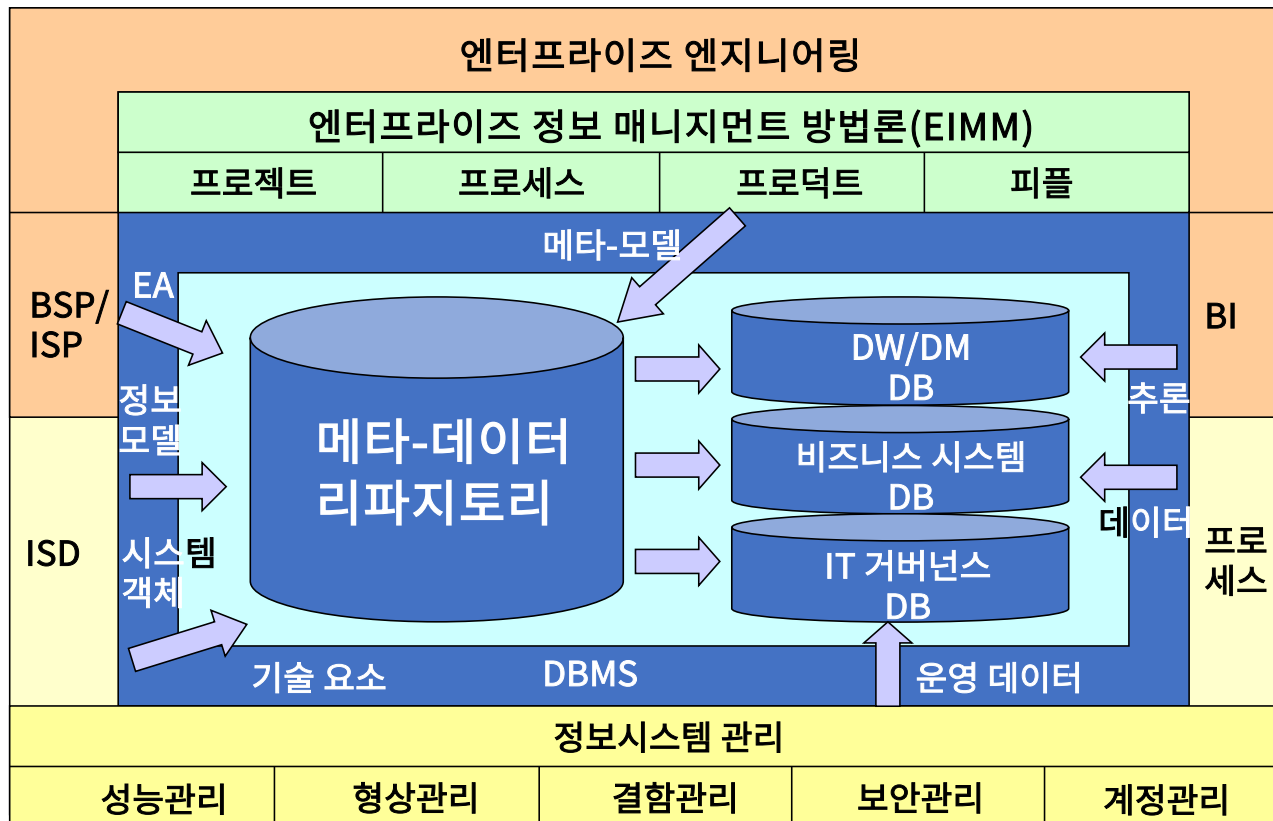 엔터프라이즈 엔지니어링
엔터프라이즈 정보 매니지먼트 방법론(EIMM)
프로젝트
프로세스
프로덕트
피플
메타-모델
EA
BSP/
ISP
BI
DW/DM
DB
추론
정보
모델
메타-데이터
리파지토리
비즈니스 시스템
DB
데이터
ISD
시스템
객체
IT 거버넌스
DB
프로
세스
기술 요소
DBMS
운영 데이터
정보시스템 관리
성능관리
형상관리
결함관리
보안관리
계정관리